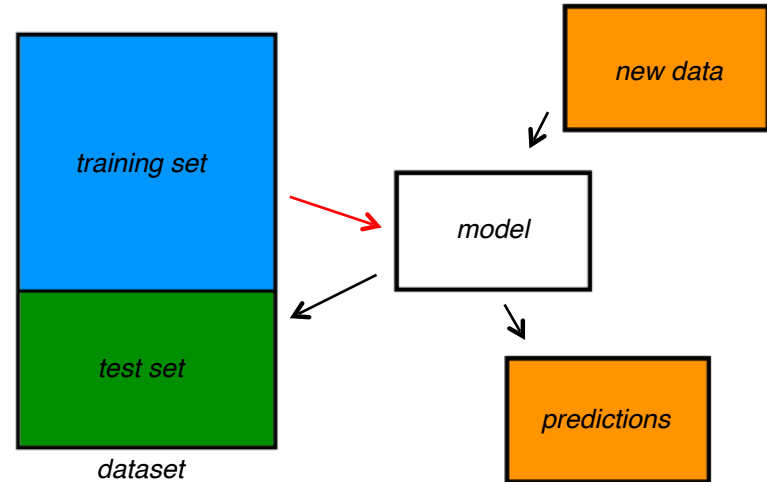 new data
training set
model
test set
predictions
dataset